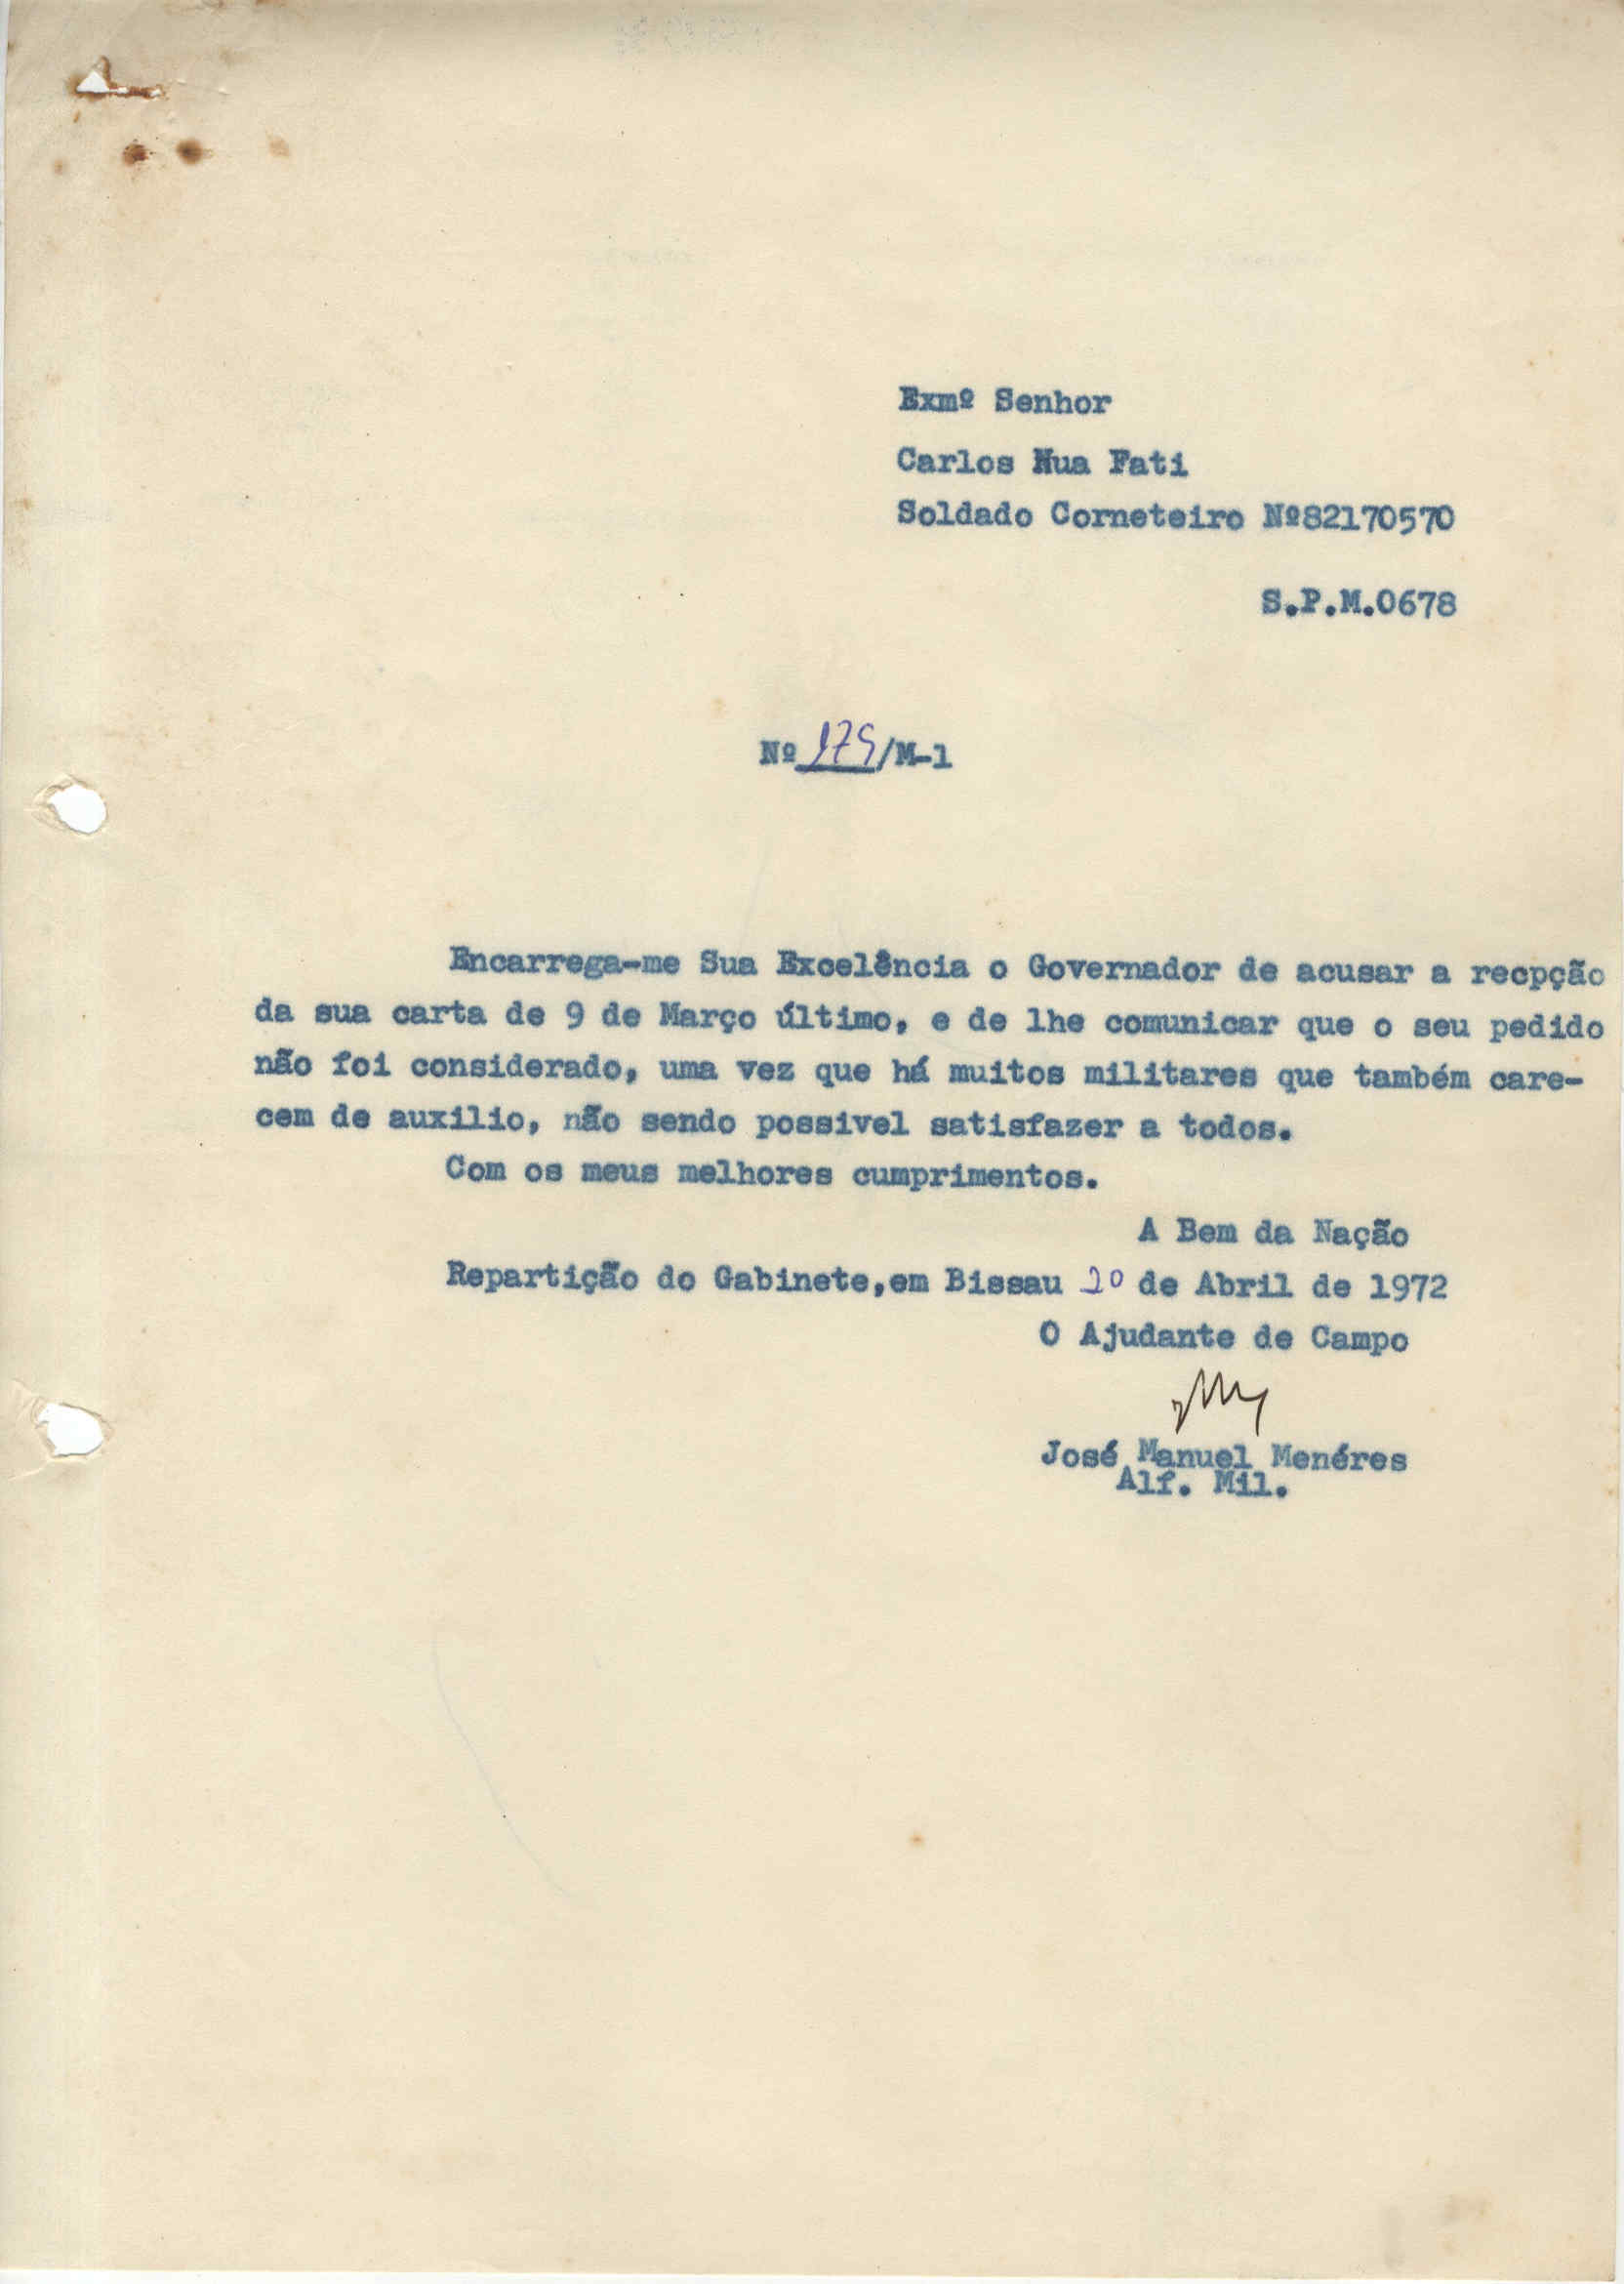 Exmº Senhor
Carlos Nua Fati
Soldado Corneteiro Nº82170570
S.P.M.0678
Nº 175/M-1
Encarrega-me Sua Excelência o Governador de acusar a recpção
da sua carta de 9 de Março último, e de lhe comunicar que o seu pedido
não foi considerado, uma vez que há muitos militares que também care-
cem de auxilio, não sendo possivel satisfazer a todos.
Com os meus melhores cumprimentos.
A Bem da Nação
Repartição do Gabinete,em Bissau 20 de Abril de 1972
O Ajudante de Campo
José Manuel Menéres
Alf. Mil.